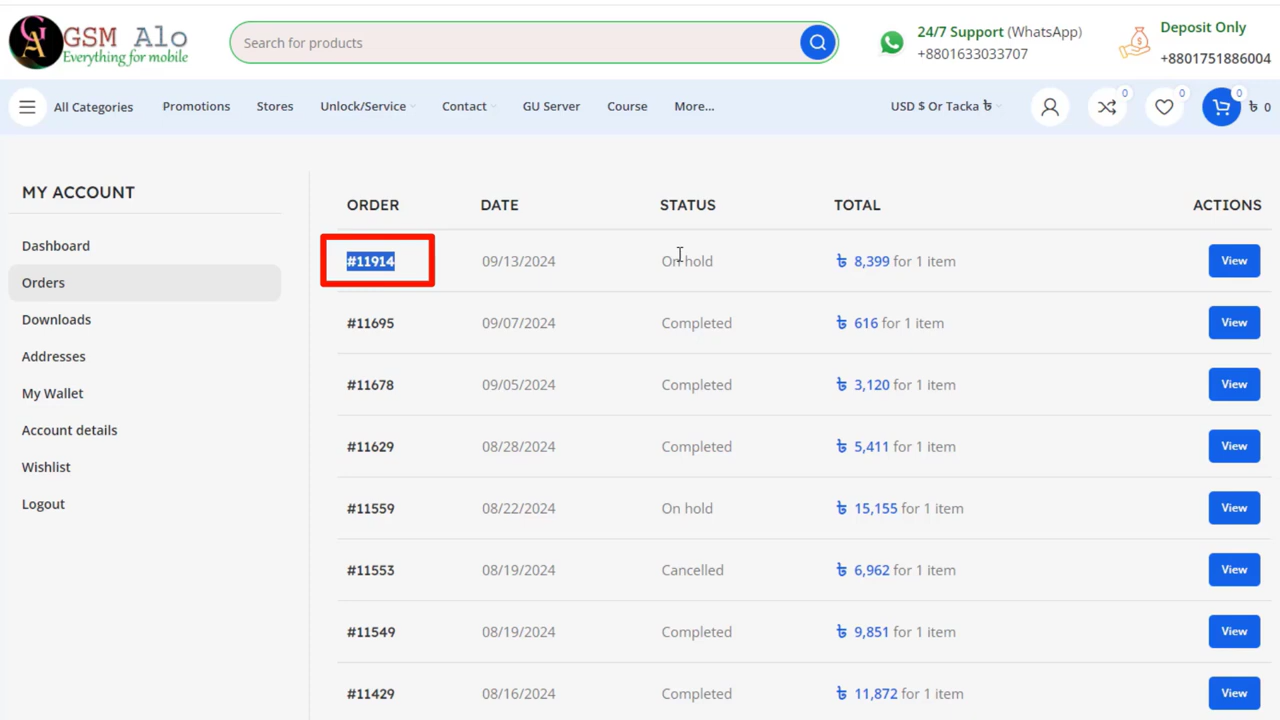 GSM Alo
Everything for mobile
Search for products
24/7 Support (WhatsApp)
+8801633033707
Deposit Only
+8801751886004
All Categories
Promotions
Stores
Unlock/Service
Contact
GU Server
Course
More...
USD $ Or Tacka ৳
0
0
0
৳ 0
MY ACCOUNT
Dashboard
Orders
Downloads
Addresses
My Wallet
Account details
Wishlist
Logout
ORDER DATE STATUS TOTAL ACTIONS
#11914 09/13/2024 On hold ৳ 8,399 for 1 item View
#11695 09/07/2024 Completed ৳ 616 for 1 item View
#11678 09/05/2024 Completed ৳ 3,120 for 1 item View
#11629 08/28/2024 Completed ৳ 5,411 for 1 item View
#11559 08/22/2024 On hold ৳ 15,155 for 1 item View
#11553 08/19/2024 Cancelled ৳ 6,962 for 1 item View
#11549 08/19/2024 Completed ৳ 9,851 for 1 item View
#11429 08/16/2024 Completed ৳ 11,872 for 1 item View